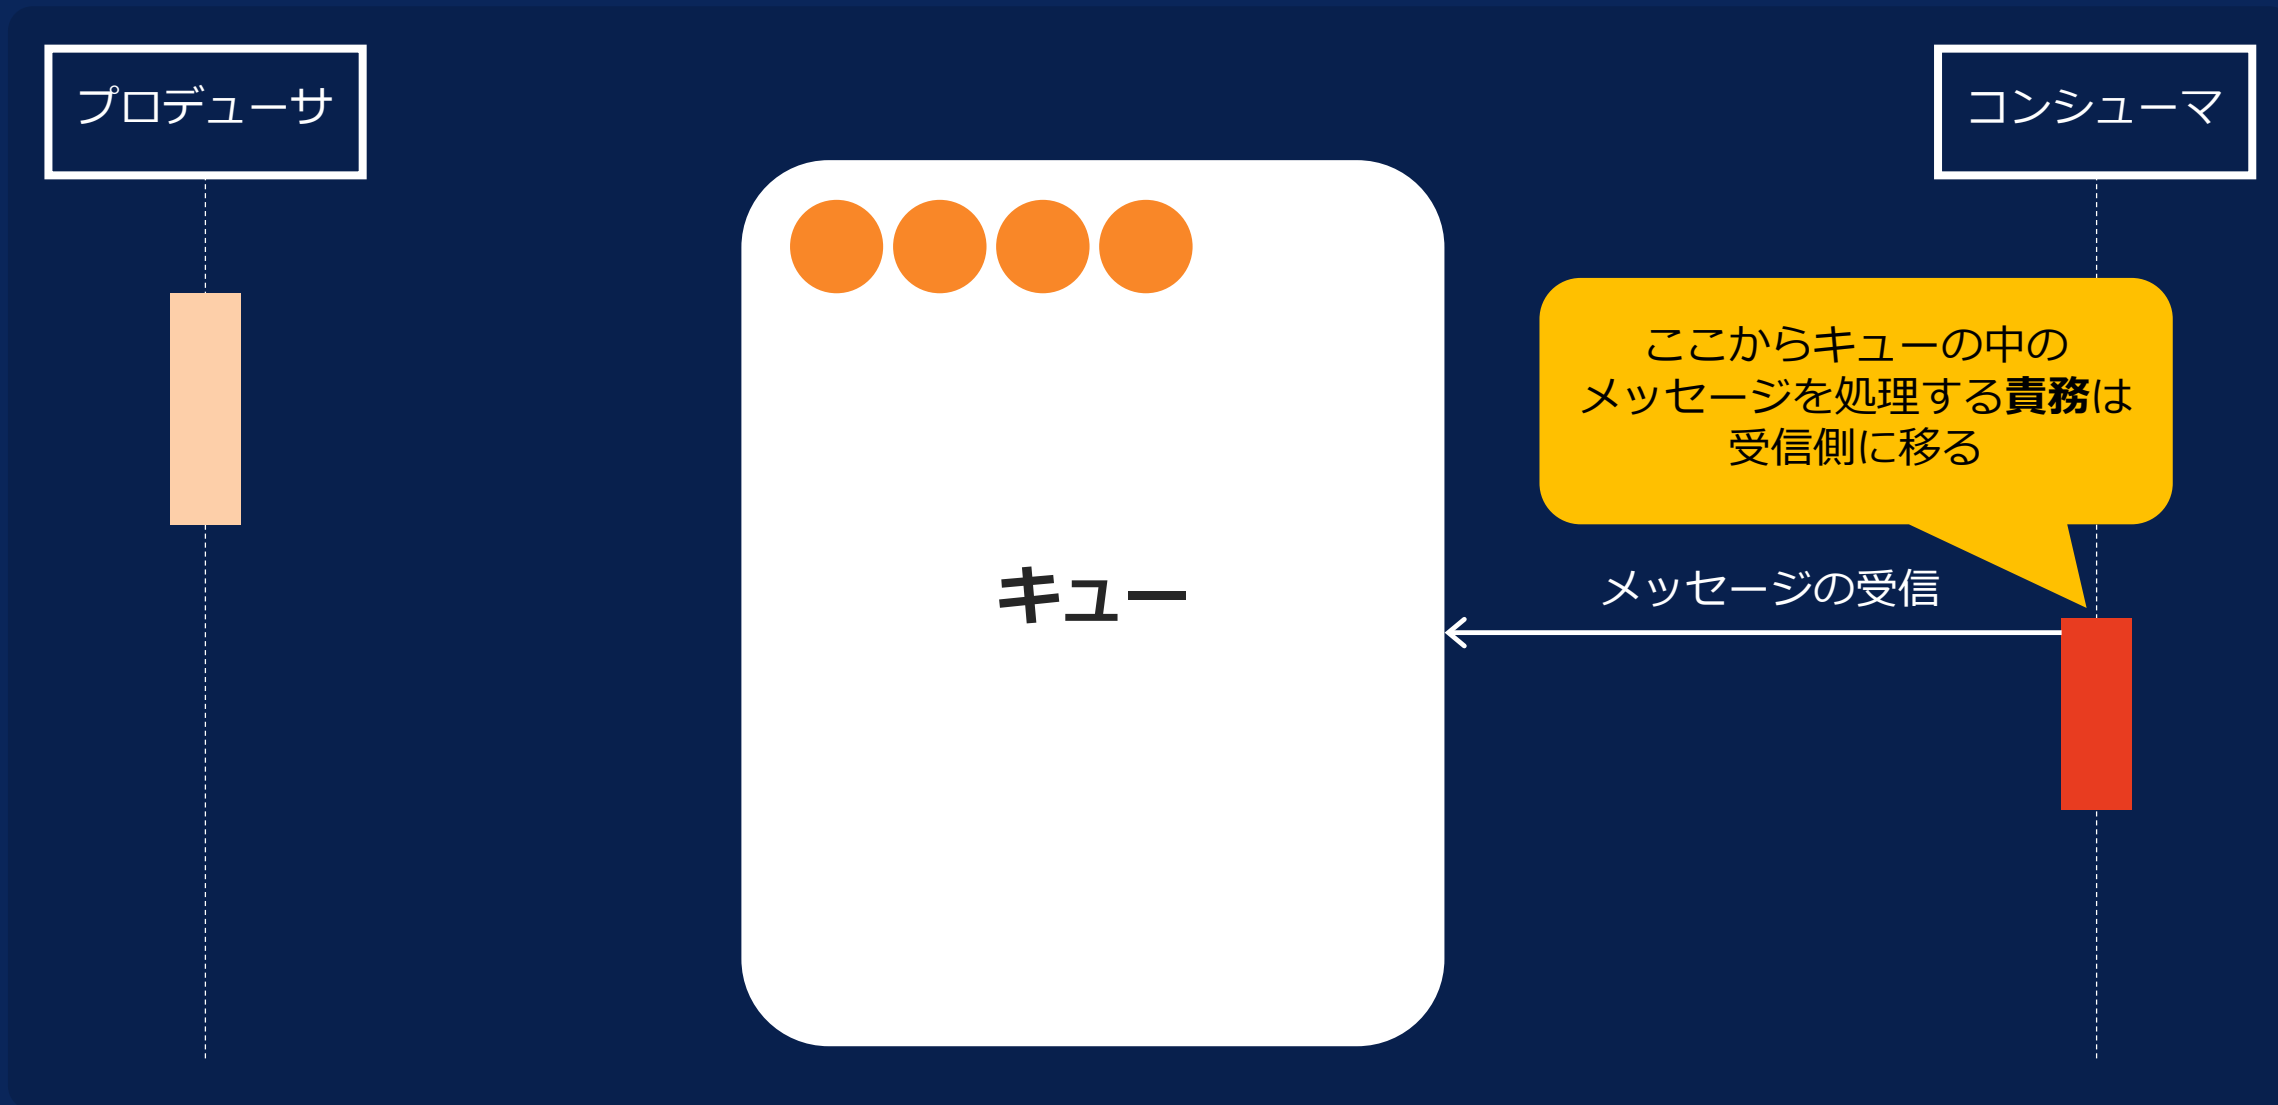 プロデューサ
コンシューマ
ここからキューの中の
メッセージを処理する責務は
受信側に移る
メッセージの受信
キュー